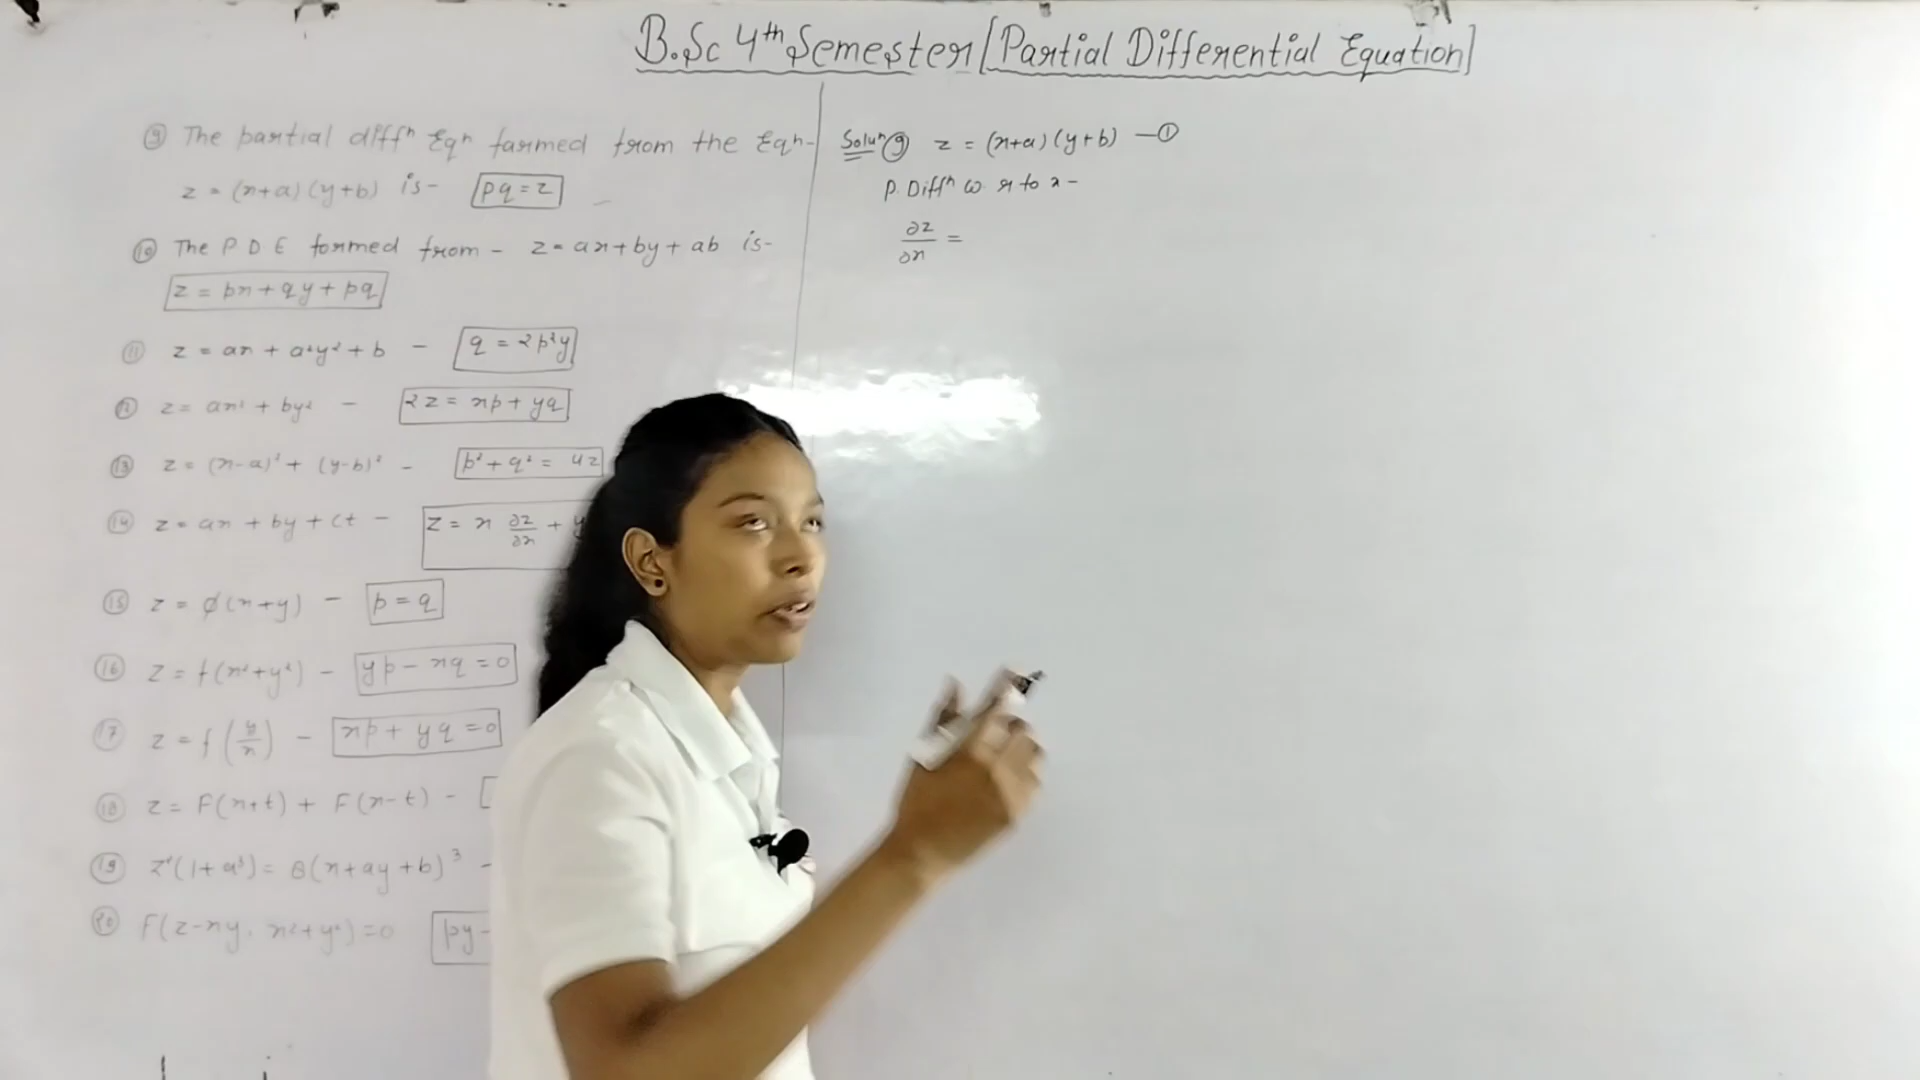 B.Sc 4th Semester [Partial Differential Equation]
⑨ The partial diffⁿ Eqⁿ farmed from the Eqⁿ-
z = (x+a)(y+b) is- pq = z
⑩ The P D E formed from - z = ax+by+ab is-
z = px+qy+pq
⑪ z = ax + a²y² + b - q = 2p²y
⑫ z = ax² + by² - 2z = xp + yq
⑬ z = (x-a)² + (y-b)² - p² + q² = 4z
⑭ z = ax + by + ct - z = x ∂z/∂x + y
⑮ z = φ(x+y) - p = q
⑯ z = f(x²+y²) - yp - xq = 0
⑰ z = f(y/x) - xp + yq = 0
⑱ z = F(x+t) + F(x-t) -
⑲ z²(1+a³) = 8(x+ay+b)³ -
⑳ F(z-xy, x²+y²) = 0 py-
Soluⁿ ⑨ z = (x+a)(y+b) — ①
P. Diffⁿ w. r to x -
∂z/∂x =